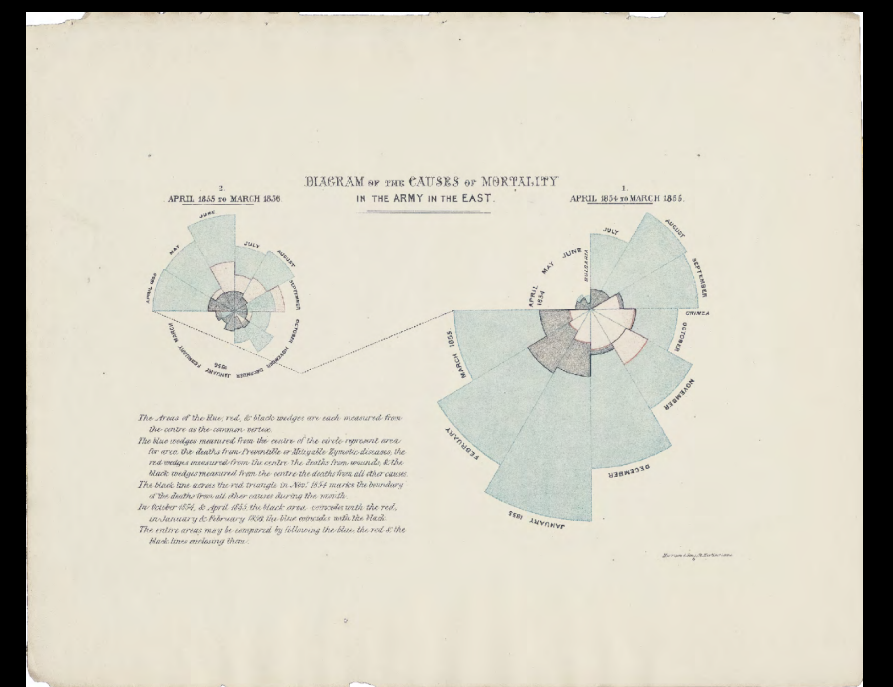 DIAGRAM OF THE CAUSES OF MORTALITY
IN THE ARMY IN THE EAST.
2.
APRIL 1855 TO MARCH 1856.
1.
APRIL 1854 TO MARCH 1855.
APRIL 1855
MAY
JUNE
JULY
AUGUST
SEPTEMBER
OCTOBER
NOVEMBER
DECEMBER
JANUARY
1856
FEBRUARY
MARCH
APRIL
1854
MAY
JUNE
BULGARIA
JULY
AUGUST
SEPTEMBER
CRIMEA
OCTOBER
NOVEMBER
DECEMBER
JANUARY 1855
FEBRUARY
MARCH 1855
The Areas of the blue, red, & black wedges are each measured from
the centre as the common vertex.
The blue wedges measured from the centre of the circle represent area
for area the deaths from Preventible or Mitigable Zymotic diseases, the
red wedges measured from the centre the deaths from wounds, & the
black wedges measured from the centre the deaths from all other causes.
The black line across the red triangle in Nov.r 1854 marks the boundary
of the deaths from all other causes during the month.
In October 1854, & April 1855, the black area coincides with the red,
in January & February 1856, the blue coincides with the black.
The entire areas may be compared by following the blue, the red & the
black lines enclosing them.